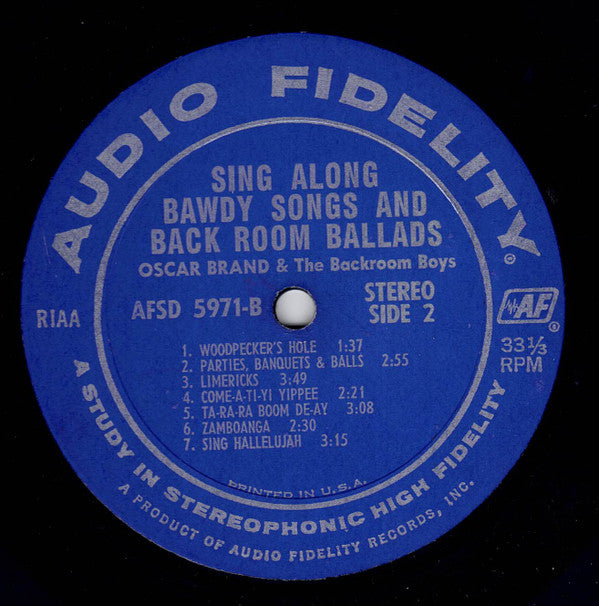 AUDIO FIDELITY®
SING ALONG
BAWDY SONGS AND
BACK ROOM BALLADS
OSCAR BRAND & The Backroom Boys
RIAA
AFSD 5971-B
STEREO
SIDE 2
AF®
33⅓
RPM
1. WOODPECKER'S HOLE 1:37
2. PARTIES, BANQUETS & BALLS 2:55
3. LIMERICKS 3:49
4. COME-A-TI-YI YIPPEE 2:21
5. TA-RA-RA BOOM DE-AY 3:08
6. ZAMBOANGA 2:30
7. SING HALLELUJAH 3:15
PRINTED IN U.S.A.
A STUDY IN STEREOPHONIC HIGH FIDELITY
A PRODUCT OF AUDIO FIDELITY RECORDS, INC.